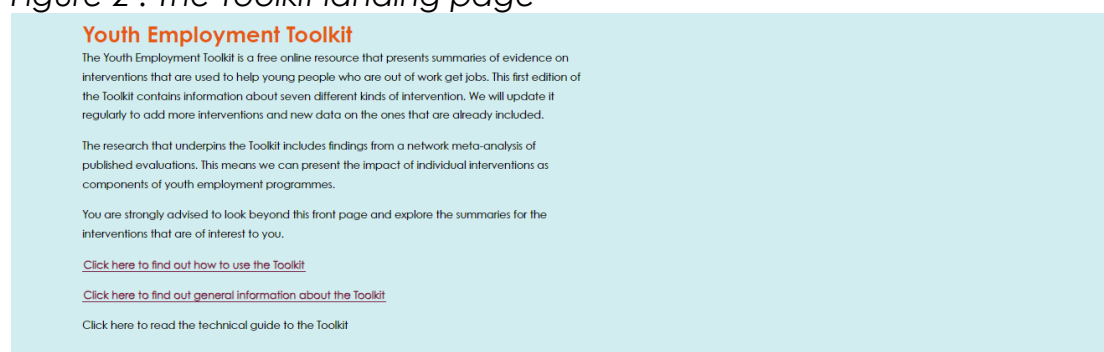 Figure 2 : The Toolkit landing page
Youth Employment Toolkit
The Youth Employment Toolkit is a free online resource that presents summaries of evidence on
interventions that are used to help young people who are out of work get jobs. This first edition of
the Toolkit contains information about seven different kinds of intervention. We will update it
regularly to add more interventions and new data on the ones that are already included.
The research that underpins the Toolkit includes findings from a network meta-analysis of
published evaluations. This means we can present the impact of individual interventions as
components of youth employment programmes.
You are strongly advised to look beyond this front page and explore the summaries for the
interventions that are of interest to you.
Click here to find out how to use the Toolkit
Click here to find out general information about the Toolkit
Click here to read the technical guide to the Toolkit